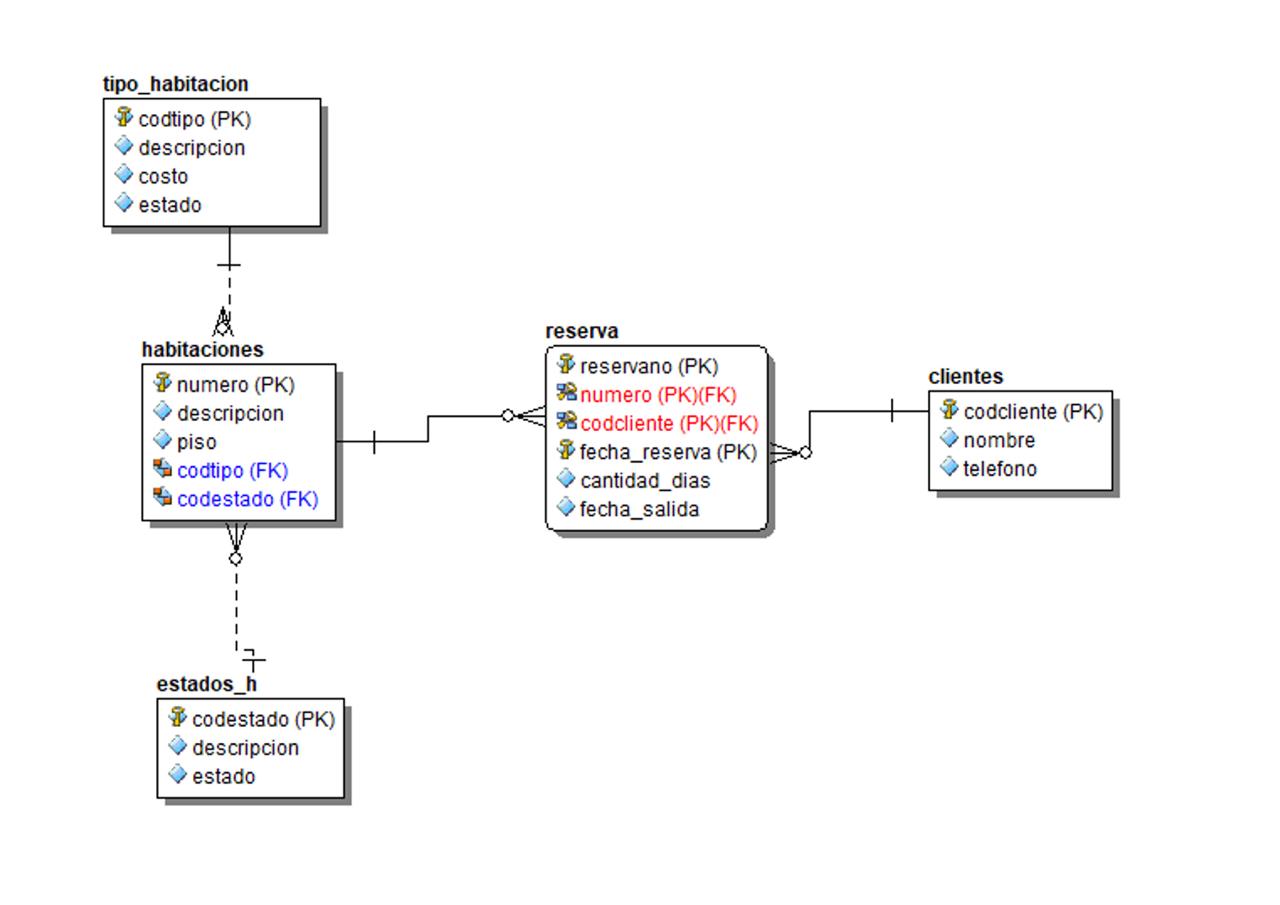 tipo_habitacion
codtipo (PK)
descripcion
costo
estado
habitaciones
numero (PK)
descripcion
piso
codtipo (FK)
codestado (FK)
reserva
reservano (PK)
numero (PK)(FK)
codcliente (PK)(FK)
fecha_reserva (PK)
cantidad_dias
fecha_salida
clientes
codcliente (PK)
nombre
telefono
estados_h
codestado (PK)
descripcion
estado